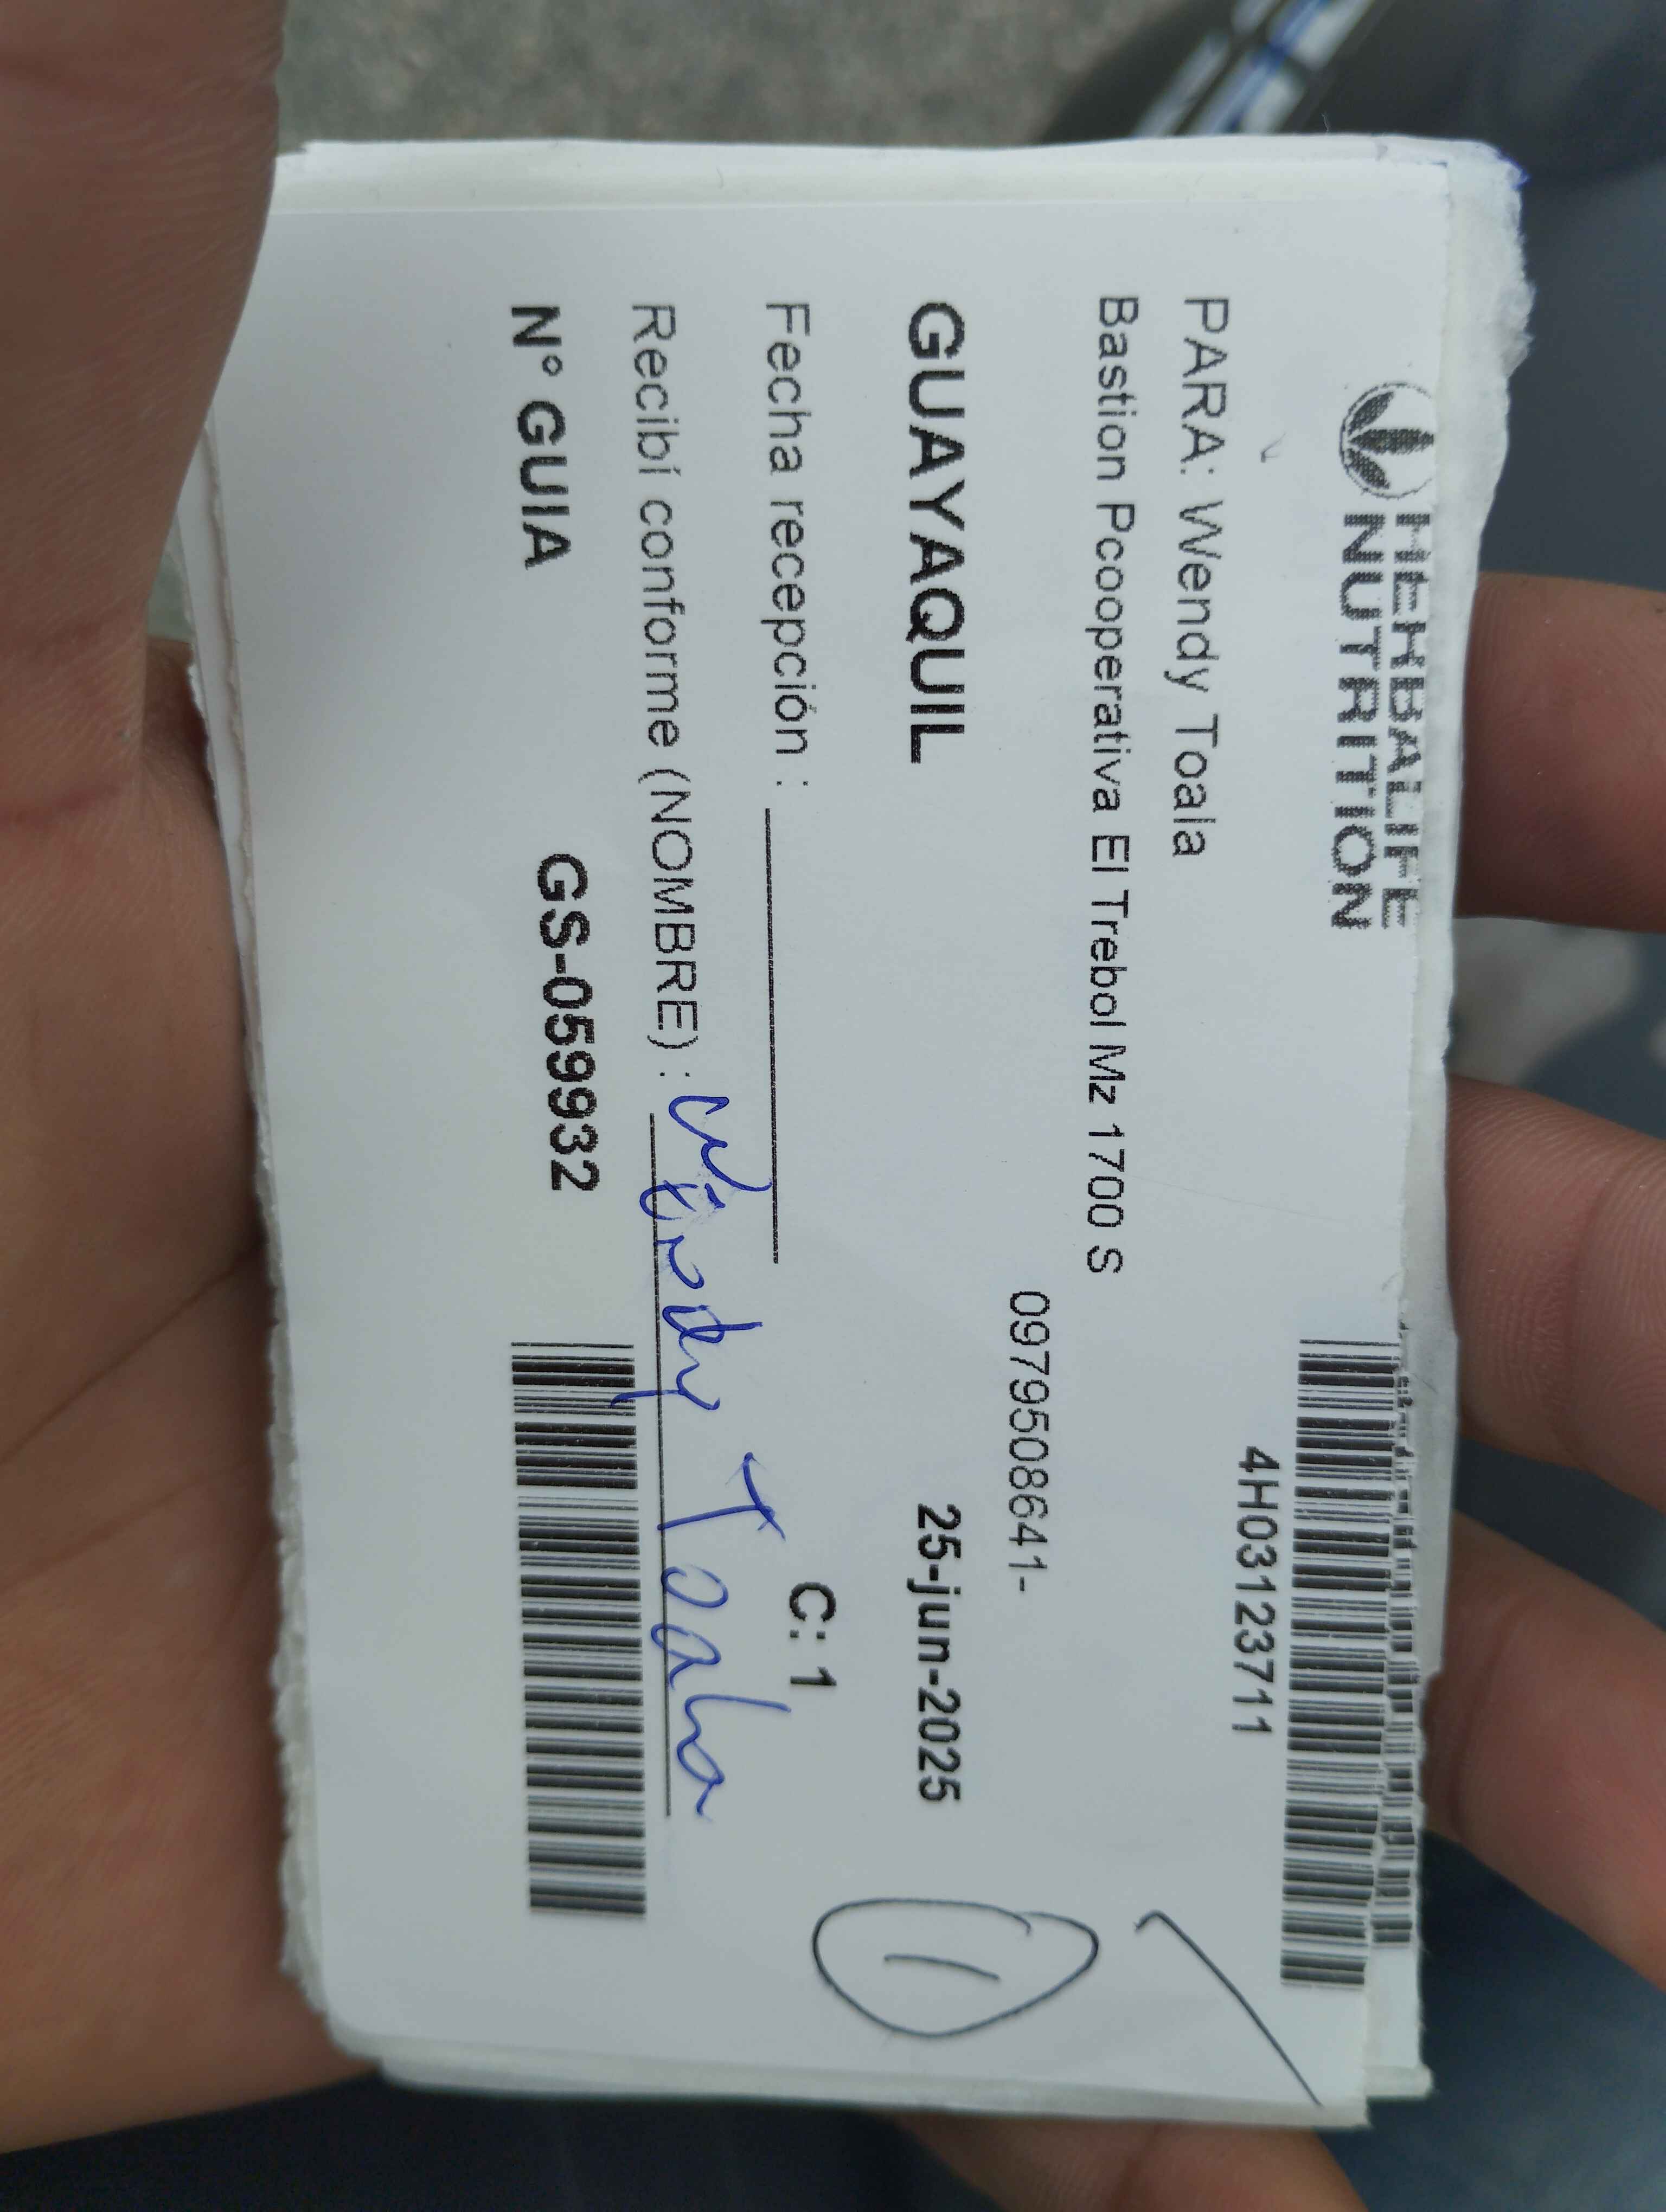 HERBALIFE
NUTRITION
4H03123711
PARA: Wendy Toala
Bastion Pcooperativa El Trebol Mz 1700 S
0979508641-
GUAYAQUIL 25-jun-2025
1
Fecha recepción : C: 1
Recibí conforme (NOMBRE) : Wendy Toala
N° GUIA GS-059932